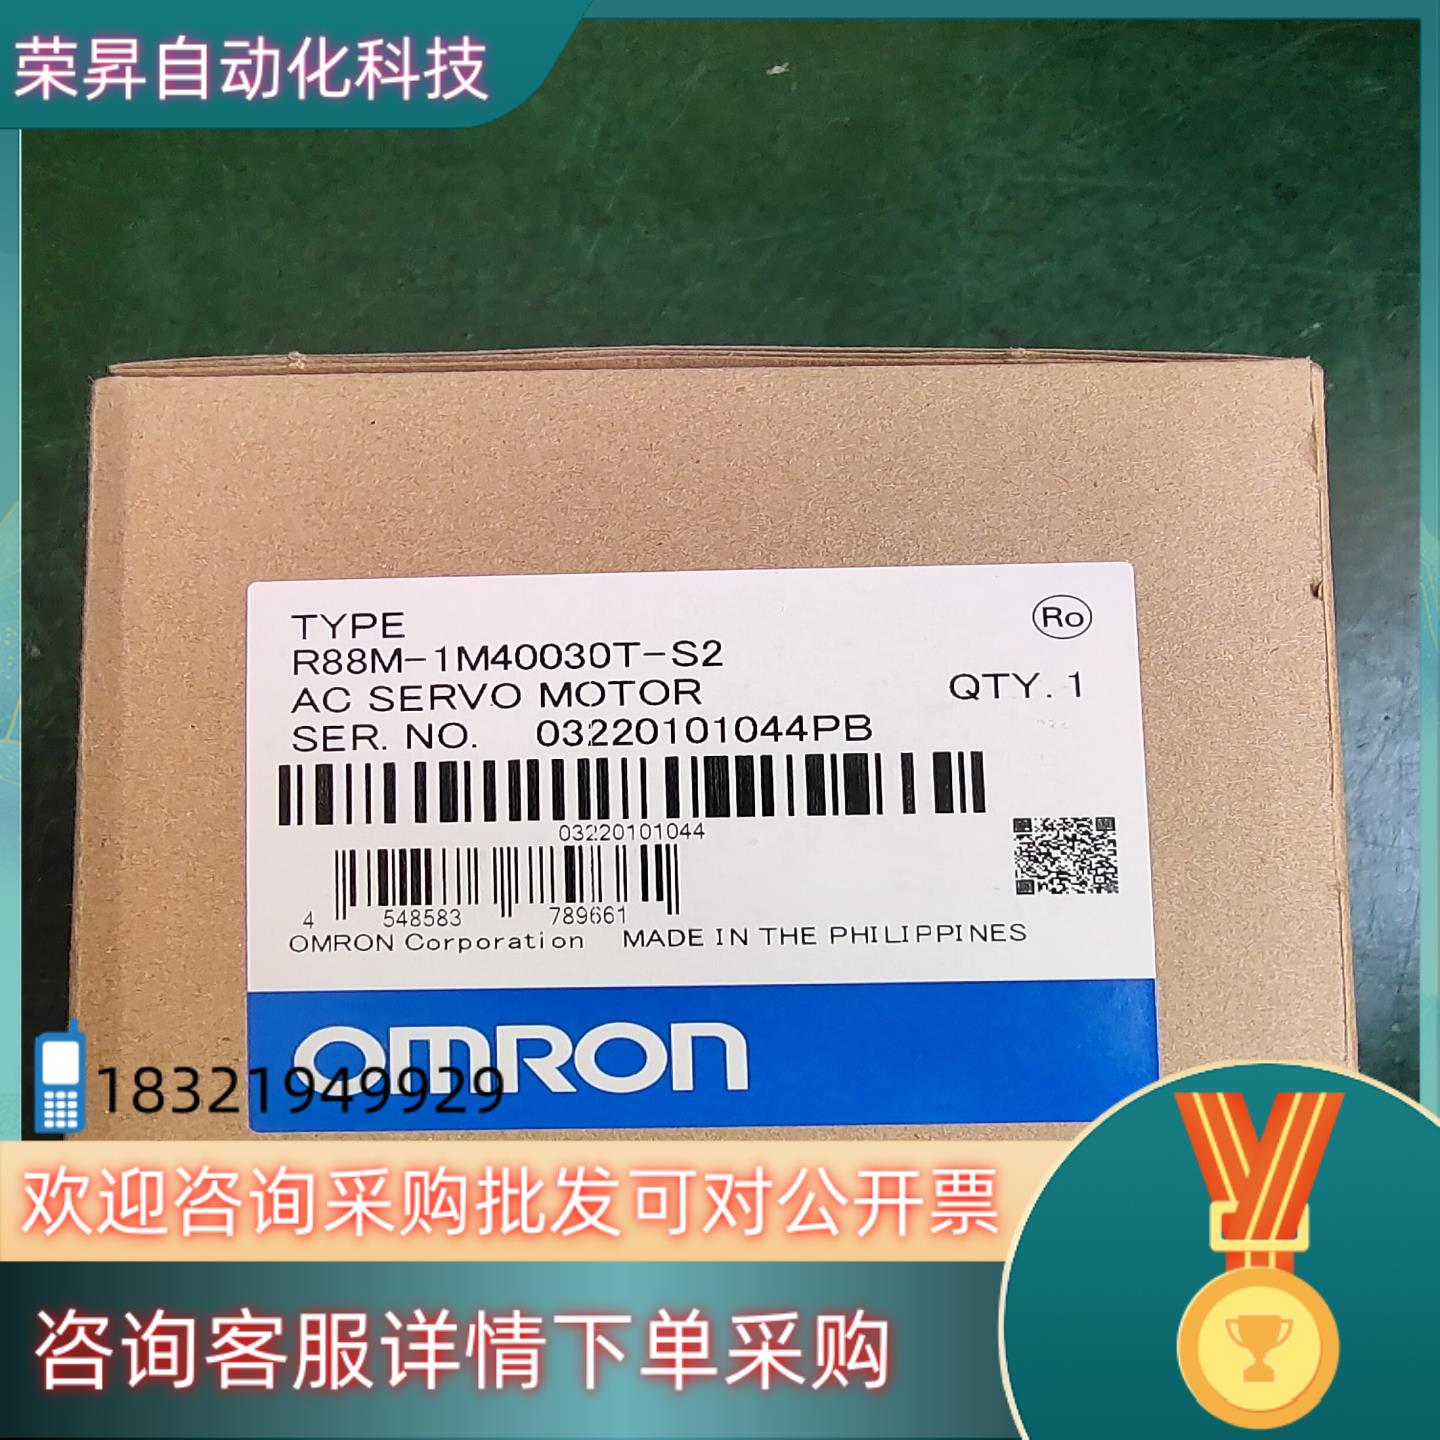 荣昇自动化科技
TYPE
R88M-1M40030T-S2
AC SERVO MOTOR
QTY. 1
SER. NO. 03220101044PB
Ro
03220101044
4 548583 789661
OMRON Corporation MADE IN THE PHILIPPINES
OMRON
18321949929
欢迎咨询采购批发可对公开票
咨询客服详情下单采购